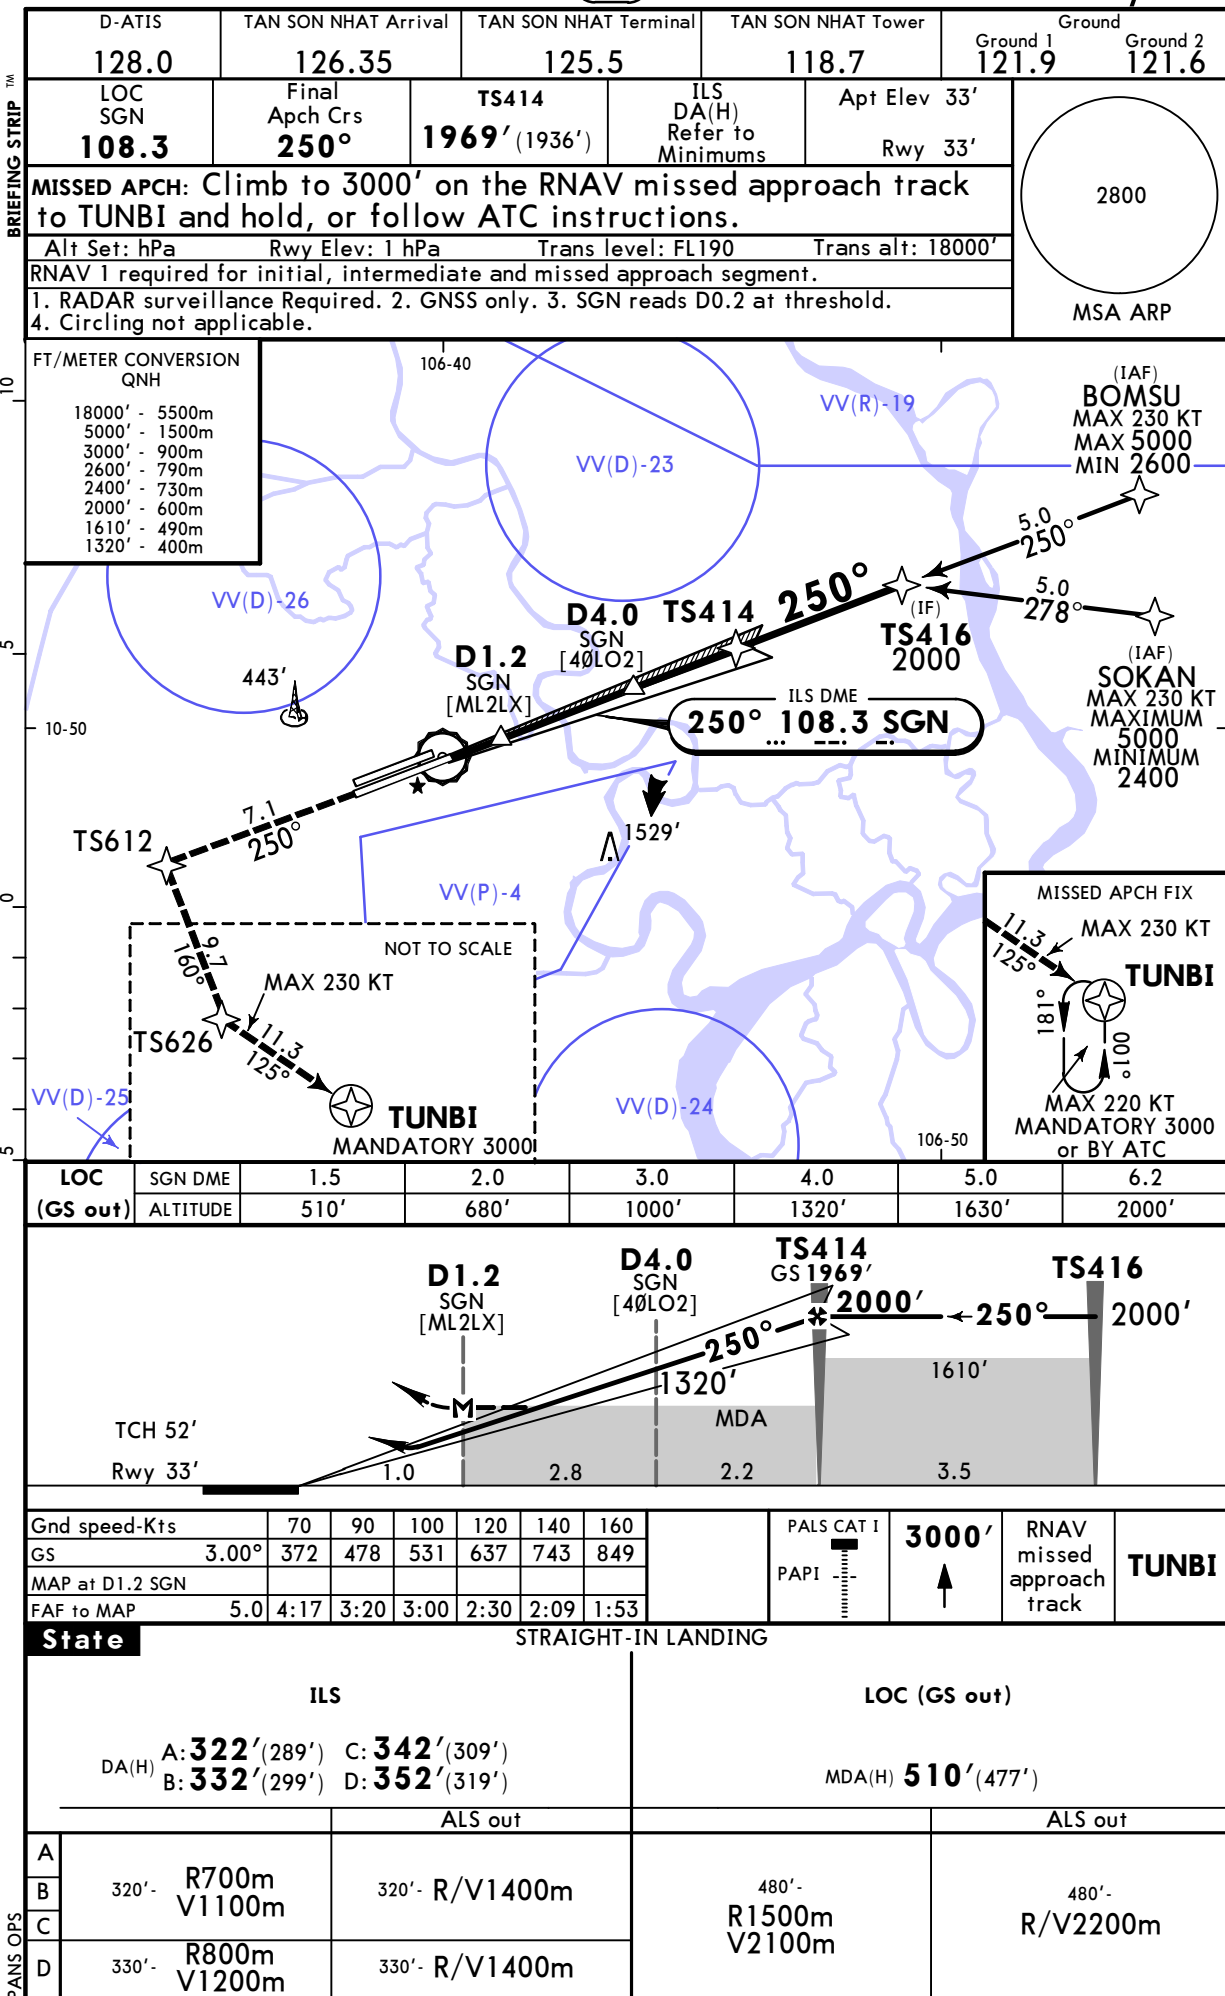 D-ATIS
128.0
TAN SON NHAT Arrival
126.35
TAN SON NHAT Terminal
125.5
TAN SON NHAT Tower
118.7
Ground
Ground 1
121.9
Ground 2
121.6
BRIEFING STRIP TM
LOC
SGN
108.3
Final
Apch Crs
250°
TS414
1969' (1936')
ILS
DA(H)
Refer to
Minimums
Apt Elev 33'
Rwy 33'
2800
MSA ARP
MISSED APCH: Climb to 3000' on the RNAV missed approach track
to TUNBI and hold, or follow ATC instructions.
Alt Set: hPa Rwy Elev: 1 hPa Trans level: FL190 Trans alt: 18000'
RNAV 1 required for initial, intermediate and missed approach segment.
1. RADAR surveillance Required. 2. GNSS only. 3. SGN reads D0.2 at threshold.
4. Circling not applicable.
FT/METER CONVERSION
QNH
18000' - 5500m
5000' - 1500m
3000' - 900m
2600' - 790m
2400' - 730m
2000' - 600m
1610' - 490m
1320' - 400m
10
5
0
5
106-40
VV(R)-19
VV(D)-23
VV(D)-26
(IAF)
BOMSU
MAX 230 KT
MAX 5000
MIN 2600
5.0
250°
5.0
278°
(IF)
TS416
2000
(IAF)
SOKAN
MAX 230 KT
MAXIMUM
5000
MINIMUM
2400
250°
TS414
D4.0
SGN
[4ØLO2]
D1.2
SGN
[ML2LX]
443'
10-50
ILS DME
250° 108.3 SGN
7.1
250°
TS612
1529'
VV(P)-4
NOT TO SCALE
9.7
160°
MAX 230 KT
TS626
11.3
125°
TUNBI
MANDATORY 3000
VV(D)-25
VV(D)-24
106-50
MISSED APCH FIX
11.3
125°
MAX 230 KT
TUNBI
181°
001°
MAX 220 KT
MANDATORY 3000
or BY ATC
LOC
(GS out)
SGN DME 1.5 2.0 3.0 4.0 5.0 6.2
ALTITUDE 510' 680' 1000' 1320' 1630' 2000'
D1.2
SGN
[ML2LX]
D4.0
SGN
[4ØLO2]
TS414
GS 1969'
TS416
2000'
250°
2000'
250°
1320'
1610'
M
MDA
TCH 52'
Rwy 33'
1.0 2.8 2.2 3.5
Gnd speed-Kts 70 90 100 120 140 160
GS 3.00° 372 478 531 637 743 849
MAP at D1.2 SGN
FAF to MAP 5.0 4:17 3:20 3:00 2:30 2:09 1:53
PALS CAT I
PAPI
3000'
RNAV
missed
approach
track
TUNBI
State
STRAIGHT-IN LANDING
ILS
LOC (GS out)
DA(H)
A: 322' (289') C: 342' (309')
B: 332' (299') D: 352' (319')
MDA(H) 510' (477')
ALS out
ALS out
A
B
C
D
320'- R700m
V1100m
320'- R/V1400m
330'- R800m
V1200m
330'- R/V1400m
480'-
R1500m
V2100m
480'-
R/V2200m
PANS OPS